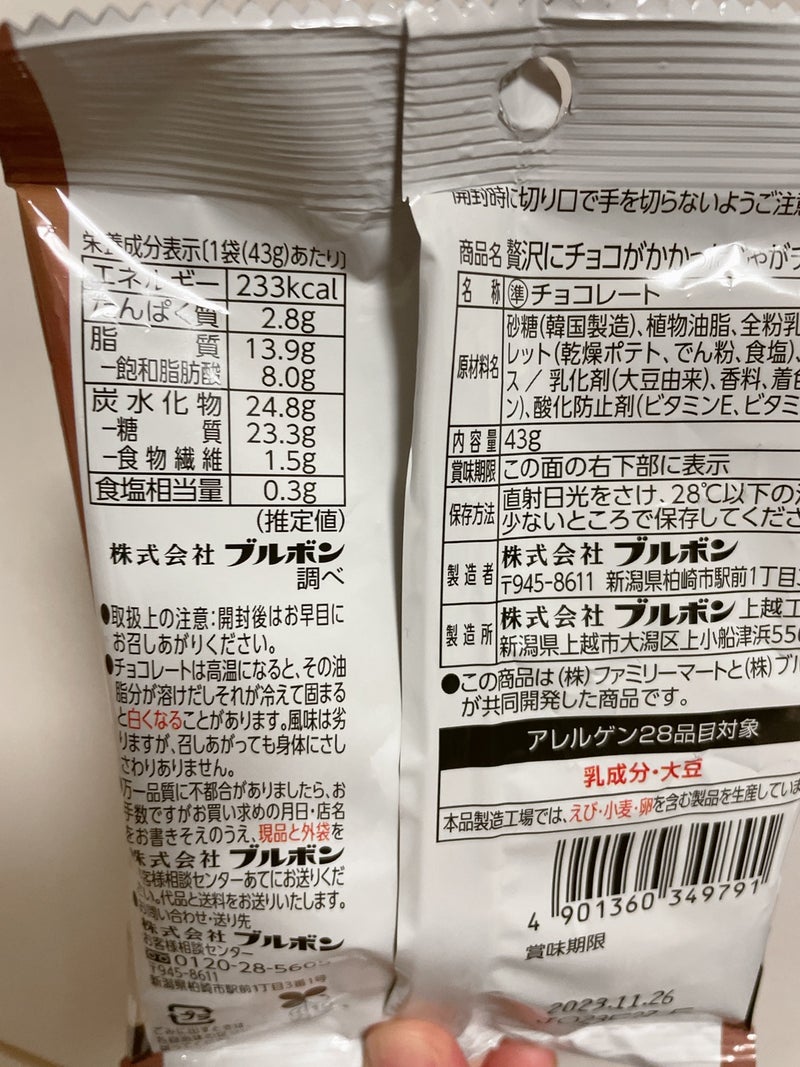 栄養成分表示〔1袋(43g)あたり〕
エネルギー 233kcal
たんぱく質 2.8g
脂質 13.9g
−飽和脂肪酸 8.0g
炭水化物 24.8g
−糖質 23.3g
−食物繊維 1.5g
食塩相当量 0.3g
(推定値)
株式会社 ブルボン
調べ
●取扱上の注意:開封後はお早目に
お召しあがりください。
●チョコレートは高温になると、その油
脂分が溶けだしそれが冷えて固まる
と白くなることがあります。風味は劣
りますが、召しあがっても身体にさし
さわりありません。
万一品質に不都合がありましたら、お
手数ですがお買い求めの月日・店名
をお書きそえのうえ、現品と外袋を
株式会社 ブルボン
客様相談センターあてにお送りくだ
い。代品と送料をお送りいたします。
お問い合わせ・送り先
株式会社 ブルボン
お客様相談センター
0120-28-560
〒945-8611
新潟県柏崎市駅前1丁目3番1号
プラ
開封時に切り口で手を切らないようご注意
商品名 贅沢にチョコがかかった
名称 準チョコレート
原材料名 砂糖(韓国製造)、植物油脂、全粉乳
レット(乾燥ポテト、でん粉、食塩)、
ス/乳化剤(大豆由来)、香料、着色
ン)、酸化防止剤(ビタミンE、ビタミ
内容量 43g
賞味期限 この面の右下部に表示
保存方法 直射日光をさけ、28℃以下の
少ないところで保存してくださ
製造者 株式会社 ブルボン
〒945-8611 新潟県柏崎市駅前1丁目
製造所 株式会社 ブルボン 上越工
新潟県上越市大潟区上小船津浜55
●この商品は(株)ファミリーマートと(株)ブル
が共同開発した商品です。
アレルゲン28品目対象
乳成分・大豆
本品製造工場では、えび・小麦・卵を含む製品を生産していま
4 901360 349791
賞味期限
2023.11.26